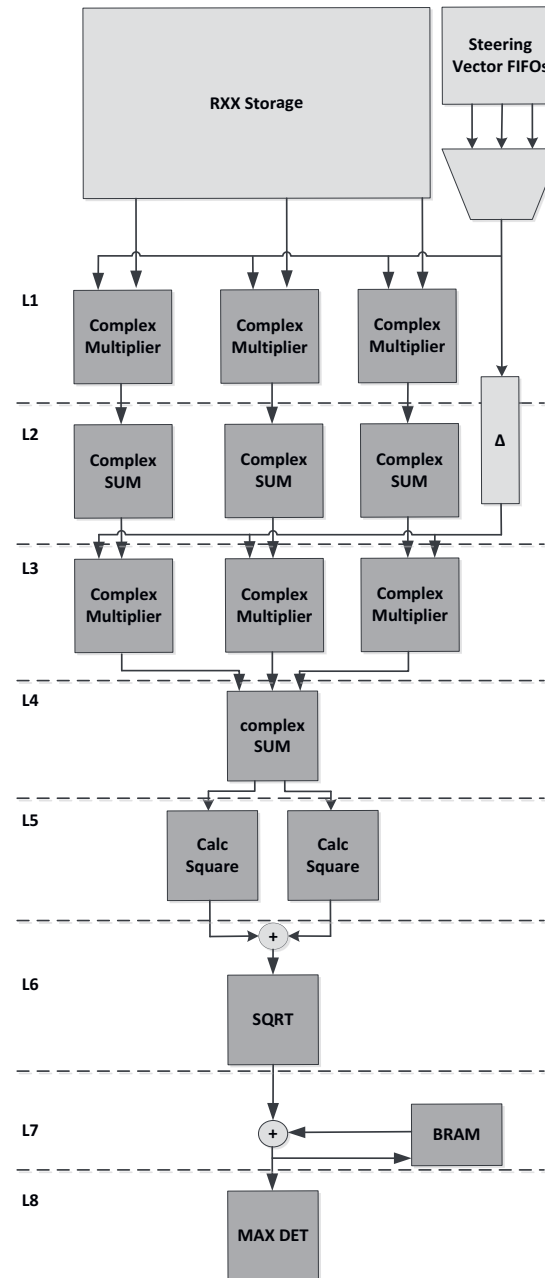 RXX Storage
Steering
Vector FIFOs
L1
Complex
Multiplier
Complex
Multiplier
Complex
Multiplier
L2
Complex
SUM
Complex
SUM
Complex
SUM
Δ
L3
Complex
Multiplier
Complex
Multiplier
Complex
Multiplier
L4
complex
SUM
L5
Calc
Square
Calc
Square
+
L6
SQRT
L7
+
BRAM
L8
MAX DET